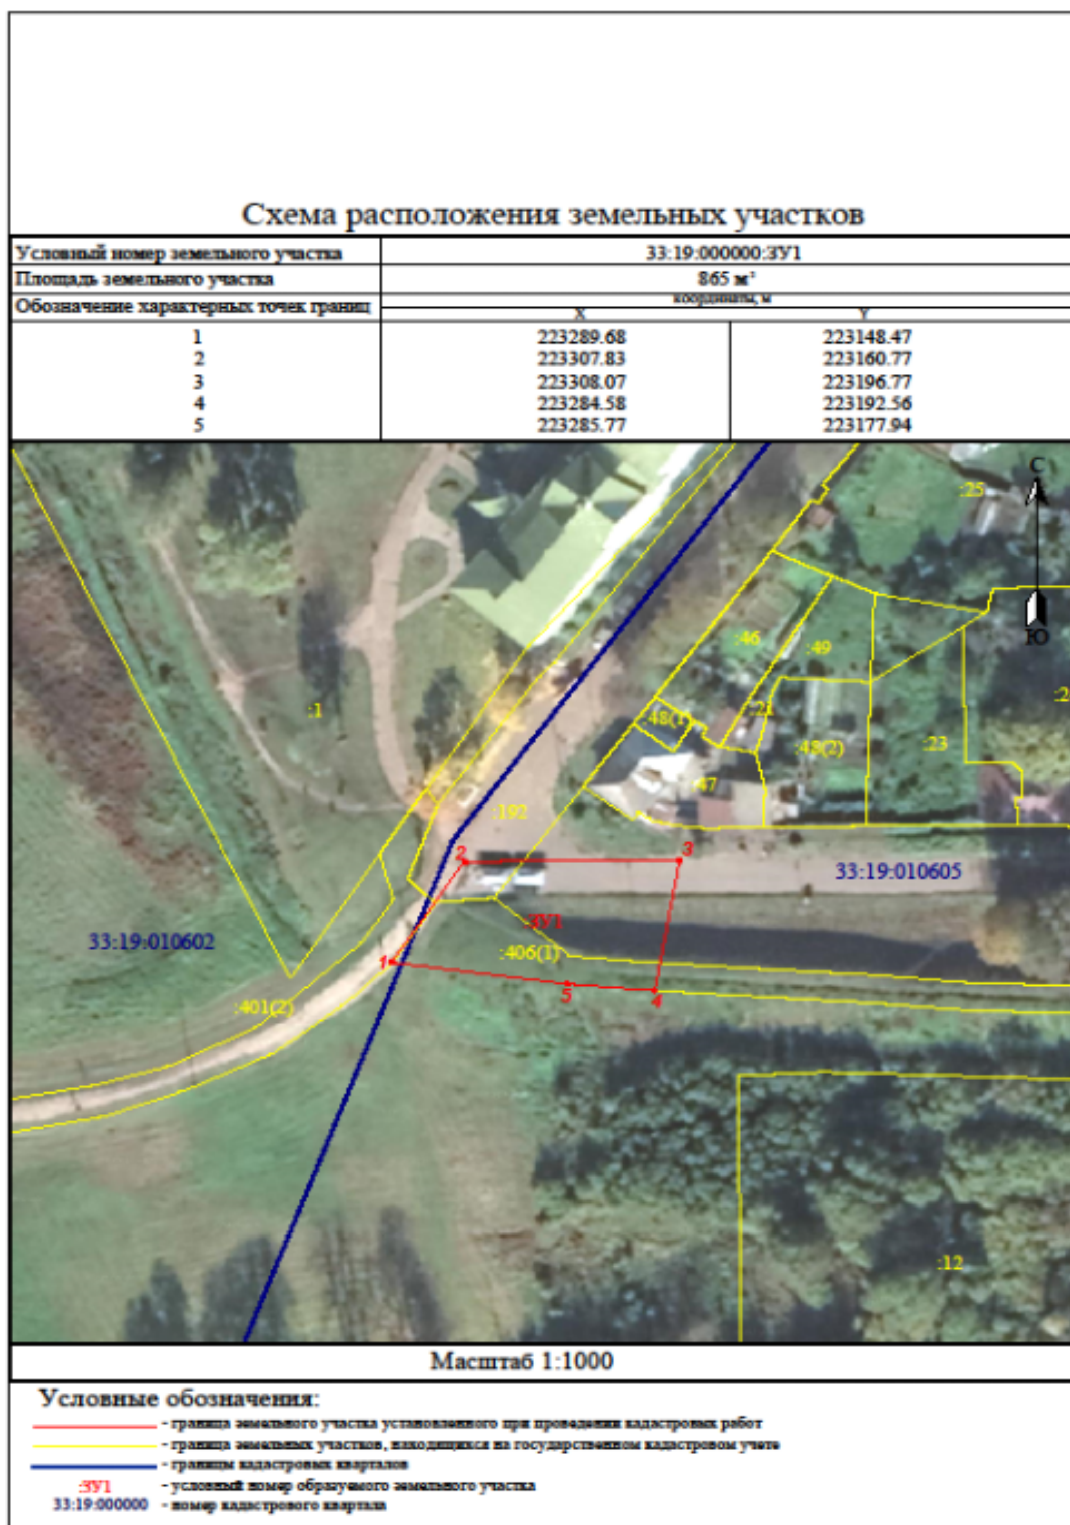 Схема расположения земельных участков
Условный номер земельного участка 33:19:000000:ЗУ1
Площадь земельного участка 865 м²
Обозначение характерных точек границ координаты, м
X Y
1 223289.68 223148.47
2 223307.83 223160.77
3 223308.07 223196.77
4 223284.58 223192.56
5 223285.77 223177.94
С
:25
Ю
:46
:49
:1
:48(1)
:21
:48(2)
:23
:47
:192
2
3
33:19:010605
:ЗУ1
33:19:010602
:406(1)
1
5
4
:401(2)
:12
Масштаб 1:1000
Условные обозначения:
- граница земельного участка установленного при проведении кадастровых работ
- граница земельных участков, находящихся на государственном кадастровом учете
- границы кадастровых кварталов
:ЗУ1 - условный номер образуемого земельного участка
33:19:000000 - номер кадастрового квартала